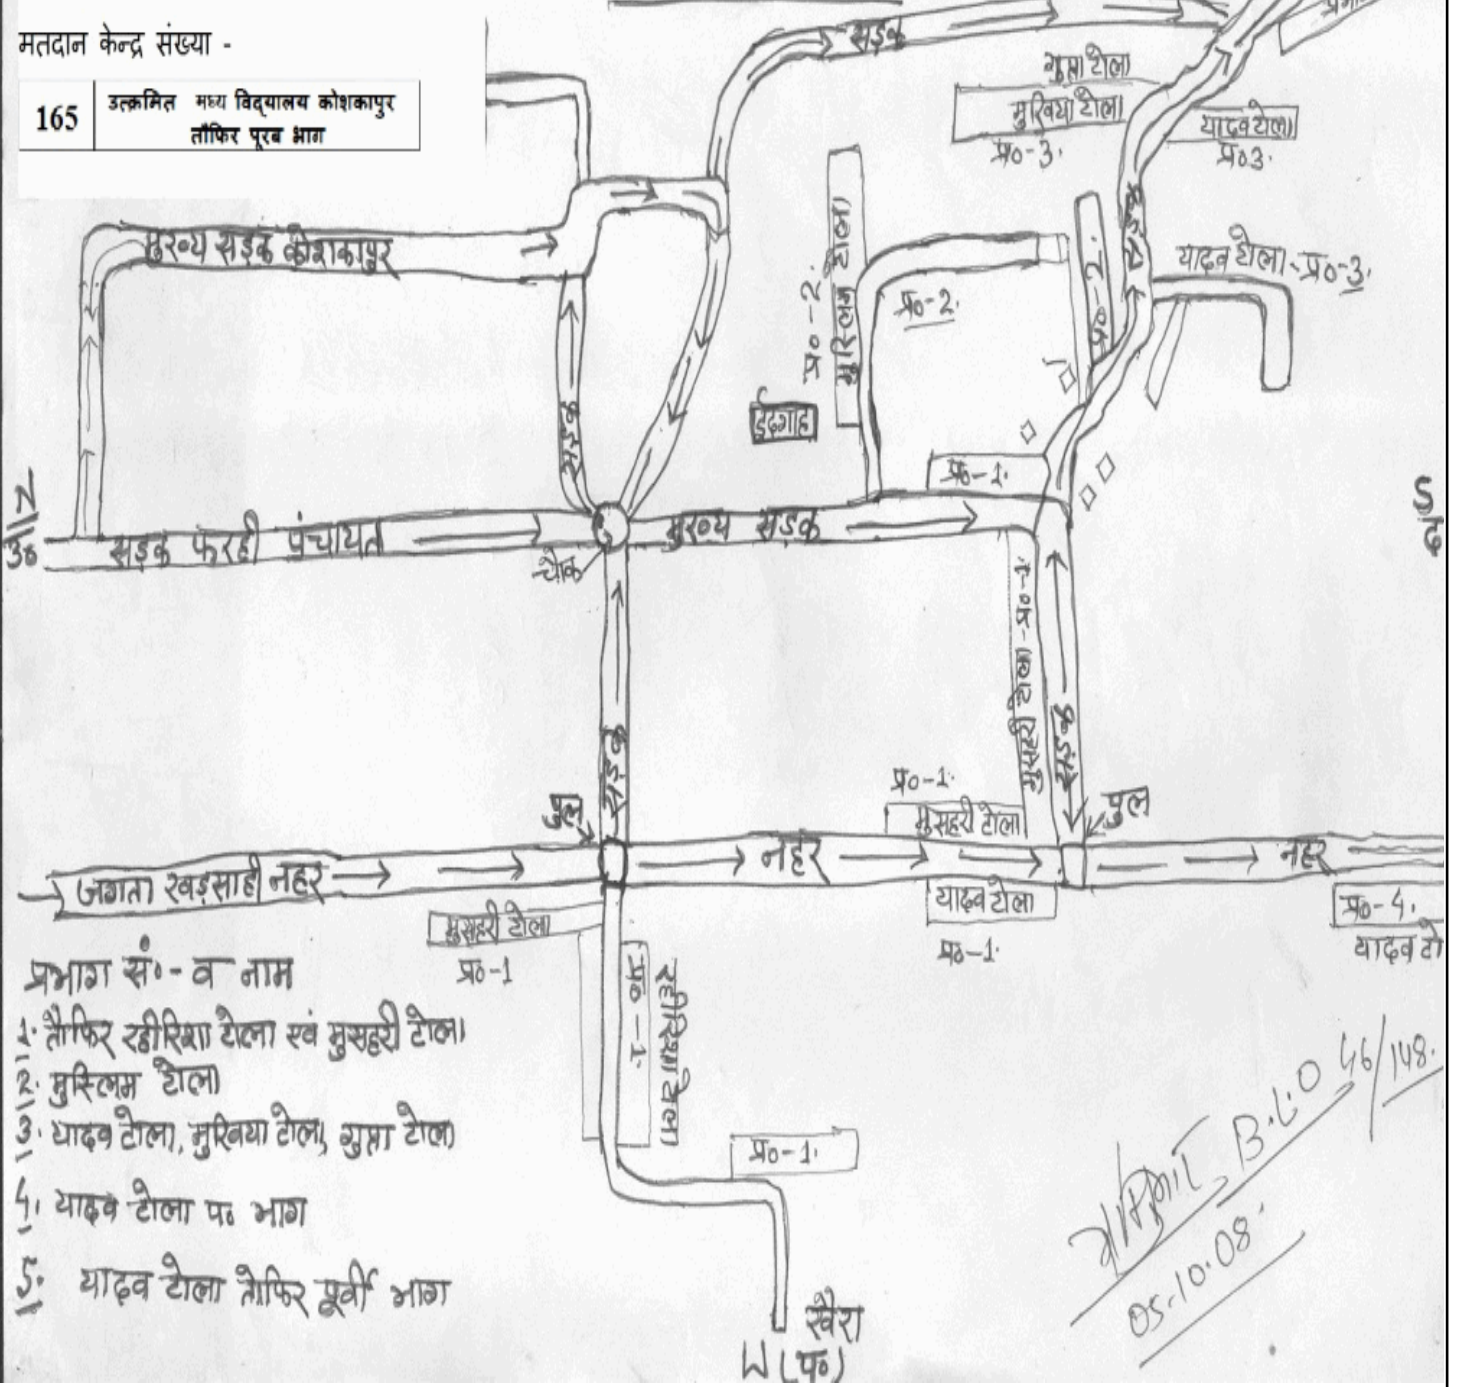 मतदान केन्द्र संख्या -
165 उत्क्रमित मध्य विद्यालय कोशकापुर
तौफिर पूरब भाग
सड़क
गुप्ता टोला
मुखिया टोला
प्र०-3.
यादव टोला
प्र०3.
मुख्य सड़क कोशकापुर
प्र०-2.
मुस्लिम टोला
प्र०-2.
प्र०-2.
सड़क
यादव टोला-प्र०-3.
ईदगाह
सड़क
प्र०-1.
N
उ०
सड़क फरही पंचायत
मुख्य सड़क
चौक
S
द
मुसहरी टोला-प्र०-1
सड़क
सड़क
प्र०-1.
मुसहरी टोला
पुल
पुल
जगता खड़साही नहर
नहर
नहर
मुसहरी टोला
प्र०-1
यादव टोला
प्र०-1.
प्र०-4.
यादव टो
प्र०-1.
प्रभाग सं०- व नाम
1. तौफिर रहीरिशा टोला एवं मुसहरी टोला
2. मुस्लिम टोला
3. यादव टोला, मुखिया टोला, गुप्ता टोला
4. यादव टोला प० भाग
5. यादव टोला तौफिर पूर्वी भाग
रहीरिशा टोला
प्र०-1.
खैरा
W (प०)
B.L.O 46/148.
05.10.08